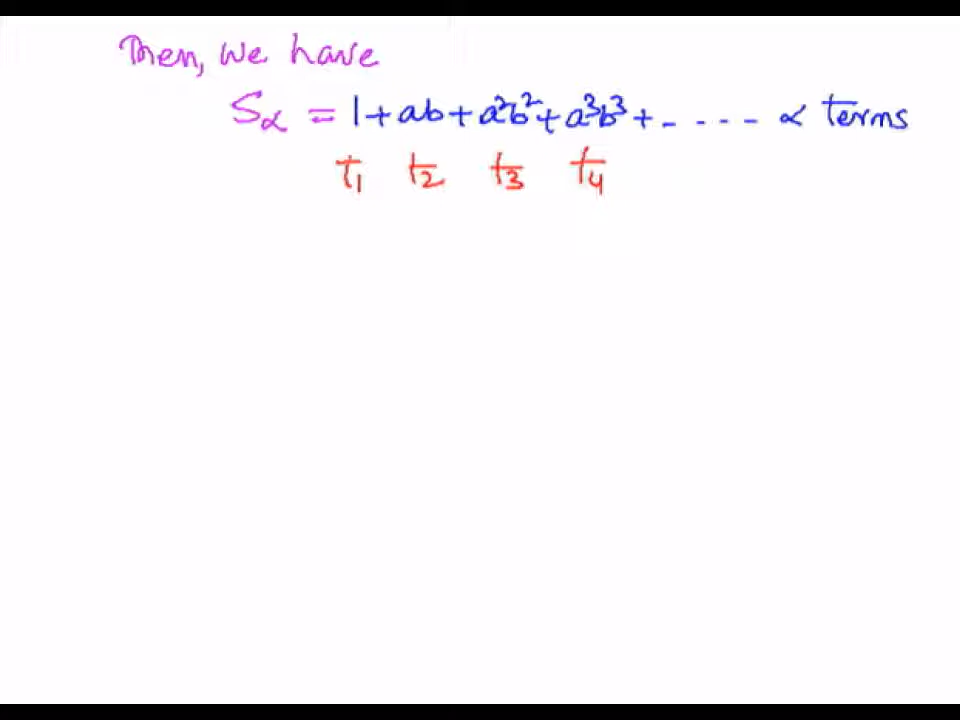 Then, we have
S∝ = 1 + ab + a²b² + a³b³ + - - - - - ∝ terms
t₁ t₂ t₃ t₄